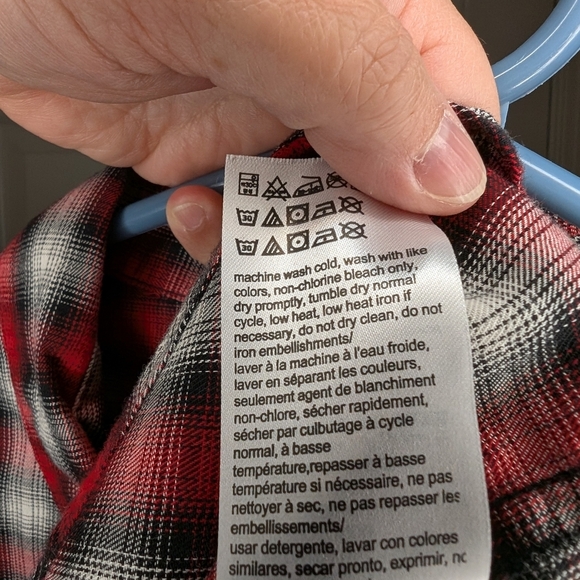 30
30
machine wash cold, wash with like
colors, non-chlorine bleach only,
dry promptly, tumble dry normal
cycle, low heat, low heat iron if
necessary, do not dry clean, do not
iron embellishments/
laver à la machine à l'eau froide,
laver en séparant les couleurs,
seulement agent de blanchiment
non-chlore, sécher rapidement,
sécher par culbutage à cycle
normal, à basse
température,repasser à basse
température si nécessaire, ne pas
nettoyer à sec, ne pas repasser les
embellissements/
usar detergente, lavar con colores
similares, secar pronto, exprimir,